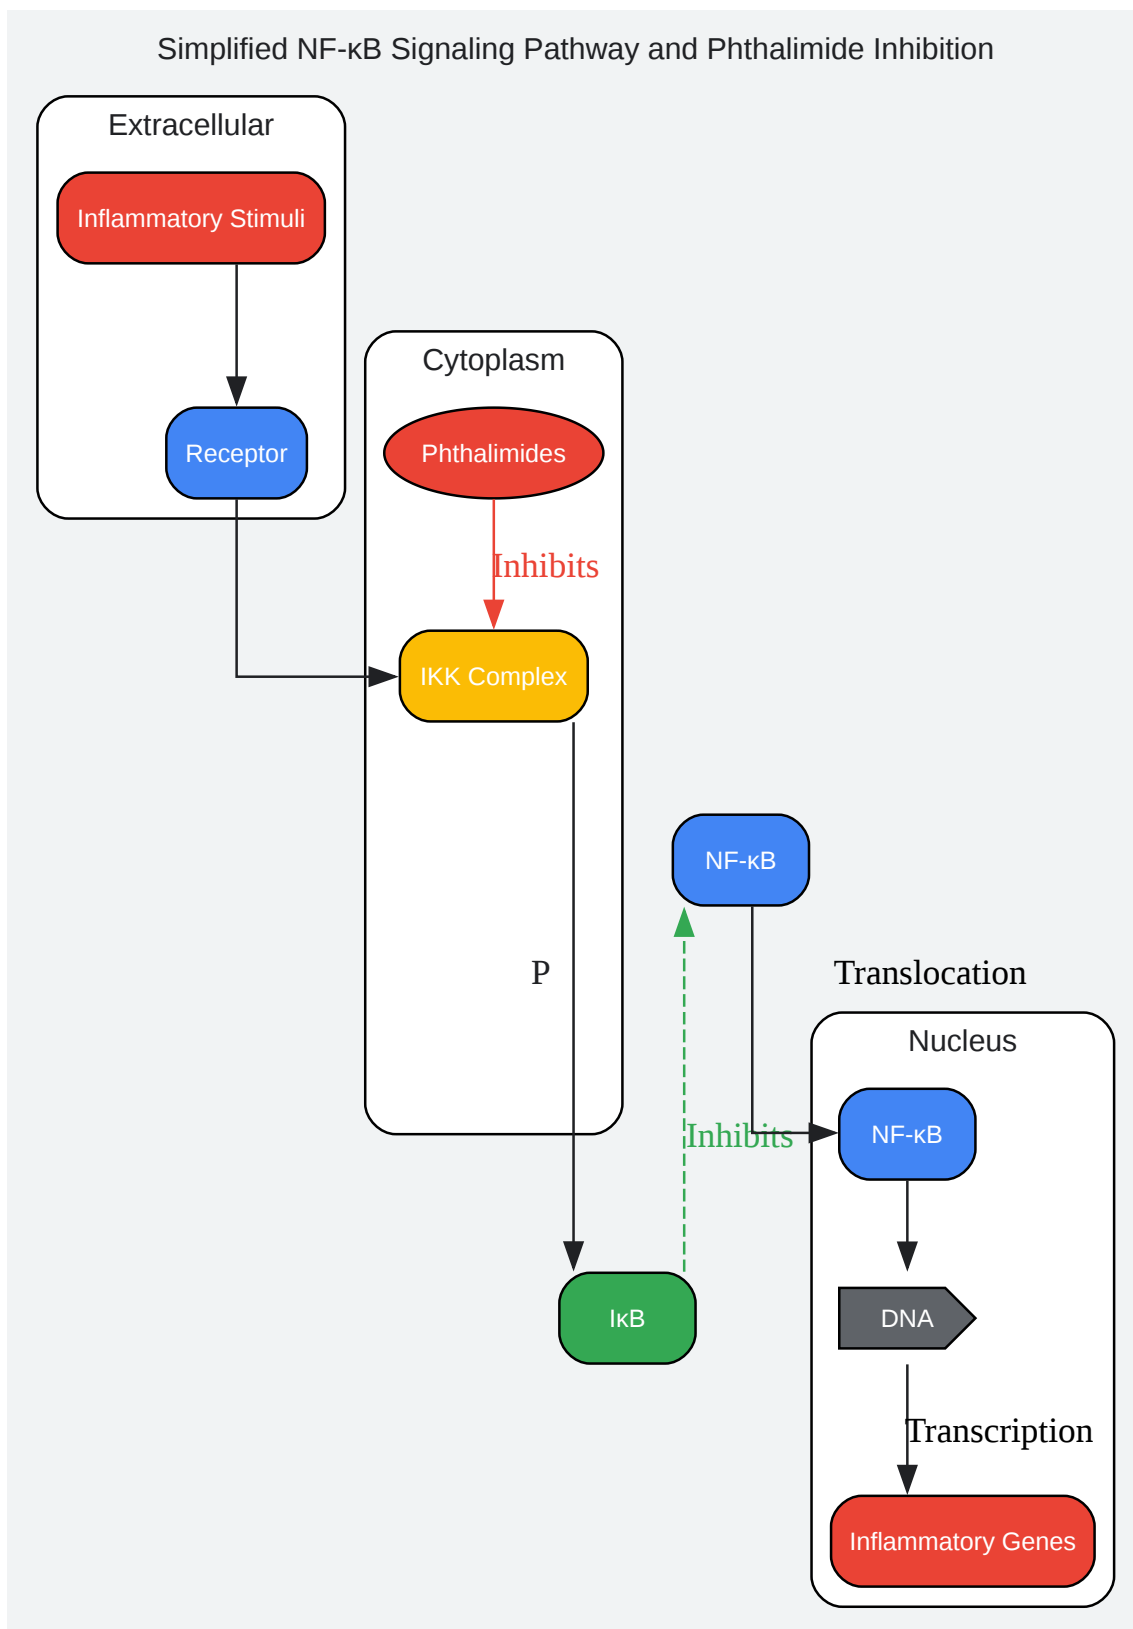 Simplified NF-κB Signaling Pathway and Phthalimide Inhibition
Extracellular
Inflammatory Stimuli
Receptor
Cytoplasm
Phthalimides
Inhibits
IKK Complex
P
NF-κB
Inhibits
IκB
Translocation
Nucleus
NF-κB
DNA
Transcription
Inflammatory Genes